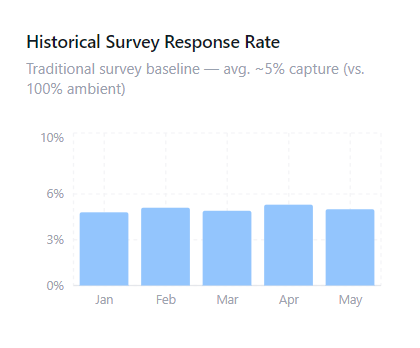 Historical Survey Response Rate
Traditional survey baseline — avg. ~5% capture (vs.
100% ambient)
10%
6%
3%
0%
Jan Feb Mar Apr May